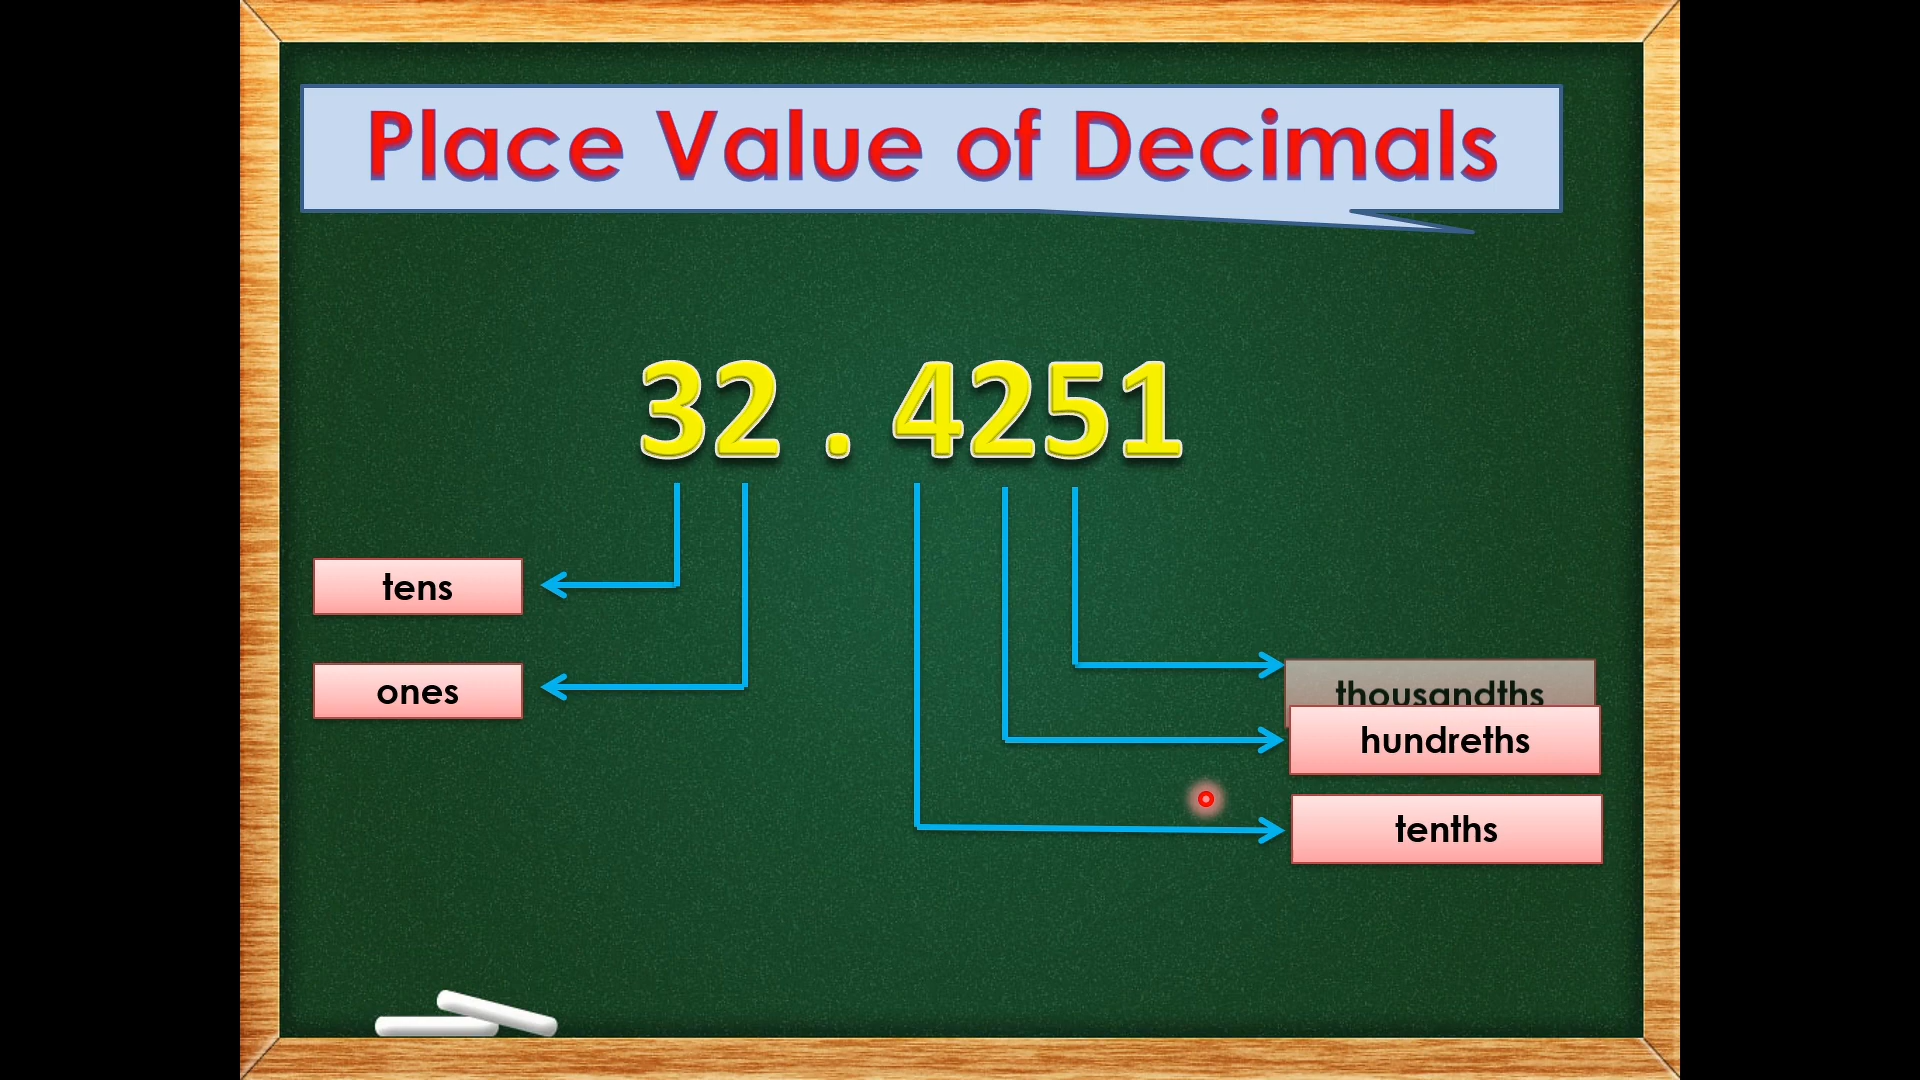 Place Value of Decimals
32 . 4251
tens
ones
thousandths
hundreths
tenths